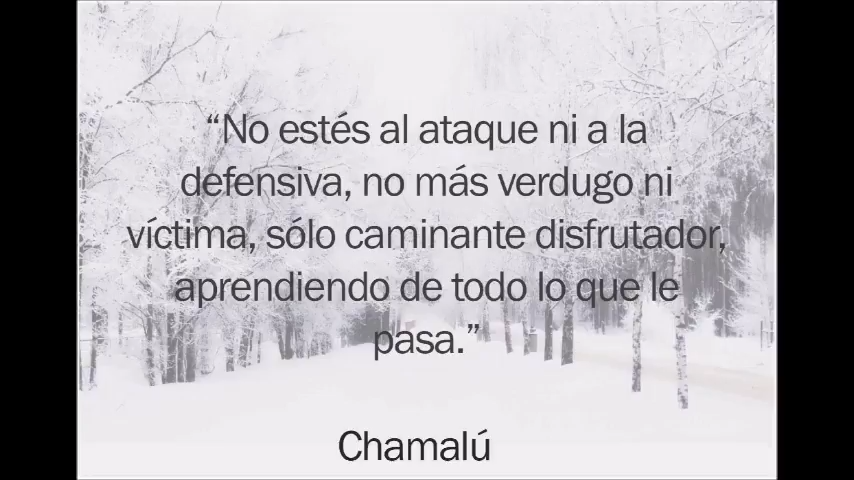 “No estés al ataque ni a la
defensiva, no más verdugo ni
víctima, sólo caminante disfrutador,
aprendiendo de todo lo que le
pasa.”
Chamalú